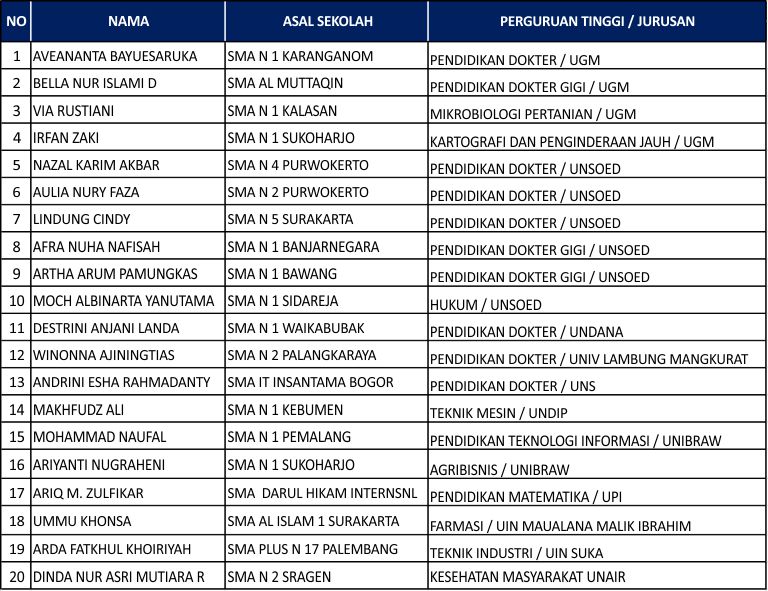 NO NAMA ASAL SEKOLAH PERGURUAN TINGGI / JURUSAN
1 AVEANANTA BAYUESARUKA SMA N 1 KARANGANOM PENDIDIKAN DOKTER / UGM
2 BELLA NUR ISLAMI D SMA AL MUTTAQIN PENDIDIKAN DOKTER GIGI / UGM
3 VIA RUSTIANI SMA N 1 KALASAN MIKROBIOLOGI PERTANIAN / UGM
4 IRFAN ZAKI SMA N 1 SUKOHARJO KARTOGRAFI DAN PENGINDERAAN JAUH / UGM
5 NAZAL KARIM AKBAR SMA N 4 PURWOKERTO PENDIDIKAN DOKTER / UNSOED
6 AULIA NURY FAZA SMA N 2 PURWOKERTO PENDIDIKAN DOKTER / UNSOED
7 LINDUNG CINDY SMA N 5 SURAKARTA PENDIDIKAN DOKTER / UNSOED
8 AFRA NUHA NAFISAH SMA N 1 BANJARNEGARA PENDIDIKAN DOKTER GIGI / UNSOED
9 ARTHA ARUM PAMUNGKAS SMA N 1 BAWANG PENDIDIKAN DOKTER GIGI / UNSOED
10 MOCH ALBINARTA YANUTAMA SMA N 1 SIDAREJA HUKUM / UNSOED
11 DESTRINI ANJANI LANDA SMA N 1 WAIKABUBAK PENDIDIKAN DOKTER / UNDANA
12 WINONNA AJININGTIAS SMA N 2 PALANGKARAYA PENDIDIKAN DOKTER / UNIV LAMBUNG MANGKURAT
13 ANDRINI ESHA RAHMADANTY SMA IT INSANTAMA BOGOR PENDIDIKAN DOKTER / UNS
14 MAKHFUDZ ALI SMA N 1 KEBUMEN TEKNIK MESIN / UNDIP
15 MOHAMMAD NAUFAL SMA N 1 PEMALANG PENDIDIKAN TEKNOLOGI INFORMASI / UNIBRAW
16 ARIYANTI NUGRAHENI SMA N 1 SUKOHARJO AGRIBISNIS / UNIBRAW
17 ARIQ M. ZULFIKAR SMA DARUL HIKAM INTERNSNL PENDIDIKAN MATEMATIKA / UPI
18 UMMU KHONSA SMA AL ISLAM 1 SURAKARTA FARMASI / UIN MAUALANA MALIK IBRAHIM
19 ARDA FATKHUL KHOIRIYAH SMA PLUS N 17 PALEMBANG TEKNIK INDUSTRI / UIN SUKA
20 DINDA NUR ASRI MUTIARA R SMA N 2 SRAGEN KESEHATAN MASYARAKAT UNAIR